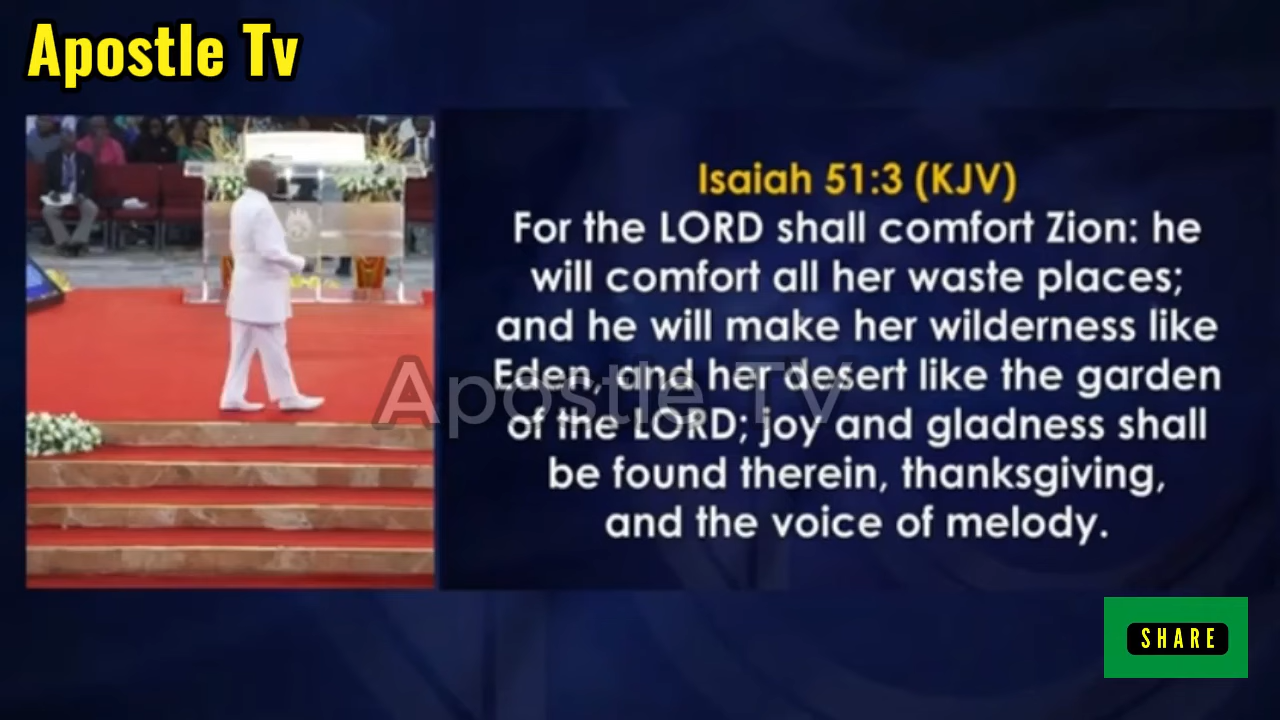 Apostle Tv
Isaiah 51:3 (KJV)
For the LORD shall comfort Zion: he
will comfort all her waste places;
and he will make her wilderness like
Eden, and her desert like the garden
of the LORD; joy and gladness shall
be found therein, thanksgiving,
and the voice of melody.
Apostle TV
SHARE